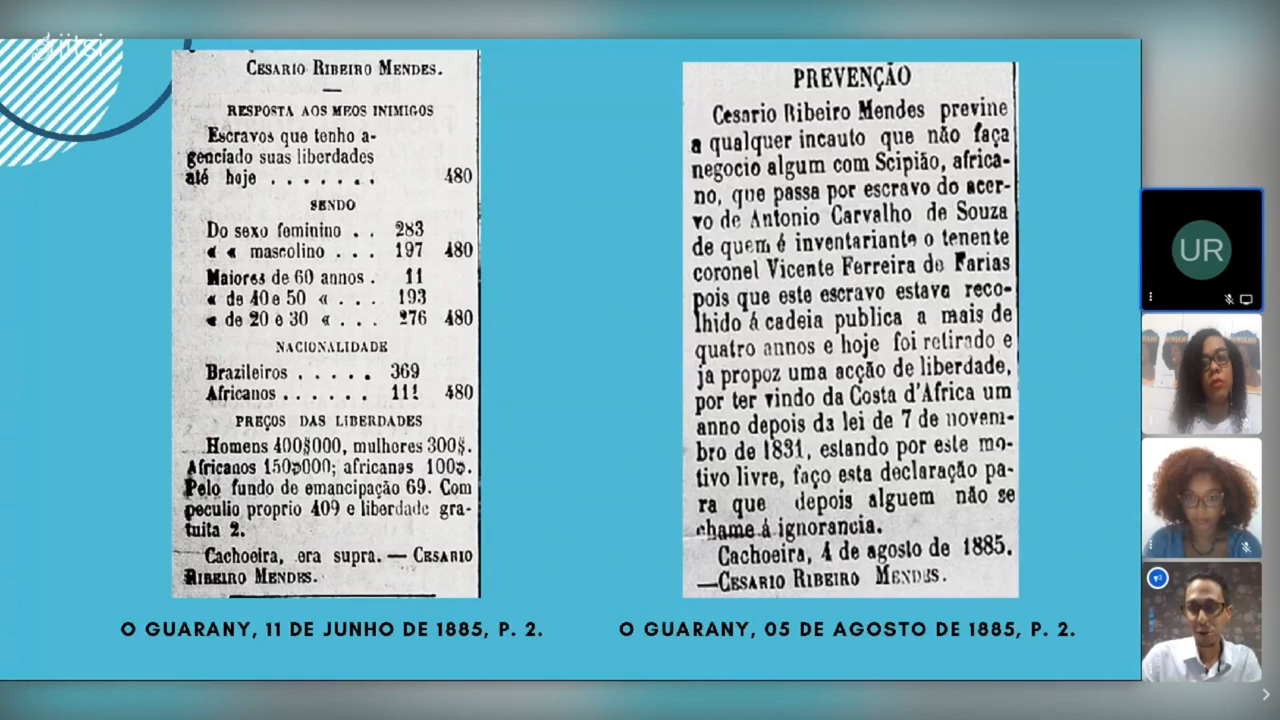 jitsi
CESARIO RIBEIRO MENDES.
RESPOSTA AOS MEOS INIMIGOS
Escravos que tenho a-
genciado suas liberdades
até hoje . . . . . . . 480
SENDO
Do sexo feminino . . 283
« « mascolino . . . 197 480
Maiores de 60 annos . 11
« de 40 e 50 « . . . 193
« de 20 e 30 « . . . 276 480
NACIONALIDADE
Brazileiros . . . . . 369
Africanos . . . . . . 111 480
PREÇOS DAS LIBERDADES
Homens 400$000, mulheres 300$.
Africanos 150$000; africanas 100$.
Pelo fundo de emancipação 69. Com
peculio proprio 409 e liberdade gra-
tuita 2.
Cachoeira, era supra. — CESARIO
RIBEIRO MENDES.
O GUARANY, 11 DE JUNHO DE 1885, P. 2.
PREVENÇÃO
Cesario Ribeiro Mendes previne
a qualquer incauto que não faça
negocio algum com Scipião, africa-
no, que passa por escravo do acer-
vo de Antonio Carvalho de Souza
de quem é inventariante o tenente
coronel Vicente Ferreira de Farias
pois que este escravo estava reco-
lhido á cadeia publica a mais de
quatro annos e hoje foi retirado e
ja propoz uma acção de liberdade,
por ter vindo da Costa d'Africa um
anno depois da lei de 7 de novem-
bro de 1831, estando por este mo-
tivo livre, faço esta declaração pa-
ra que depois alguem não se
chame á ignorancia.
Cachoeira, 4 de agosto de 1885.
—CESARIO RIBEIRO MENDES.
O GUARANY, 05 DE AGOSTO DE 1885, P. 2.
UR